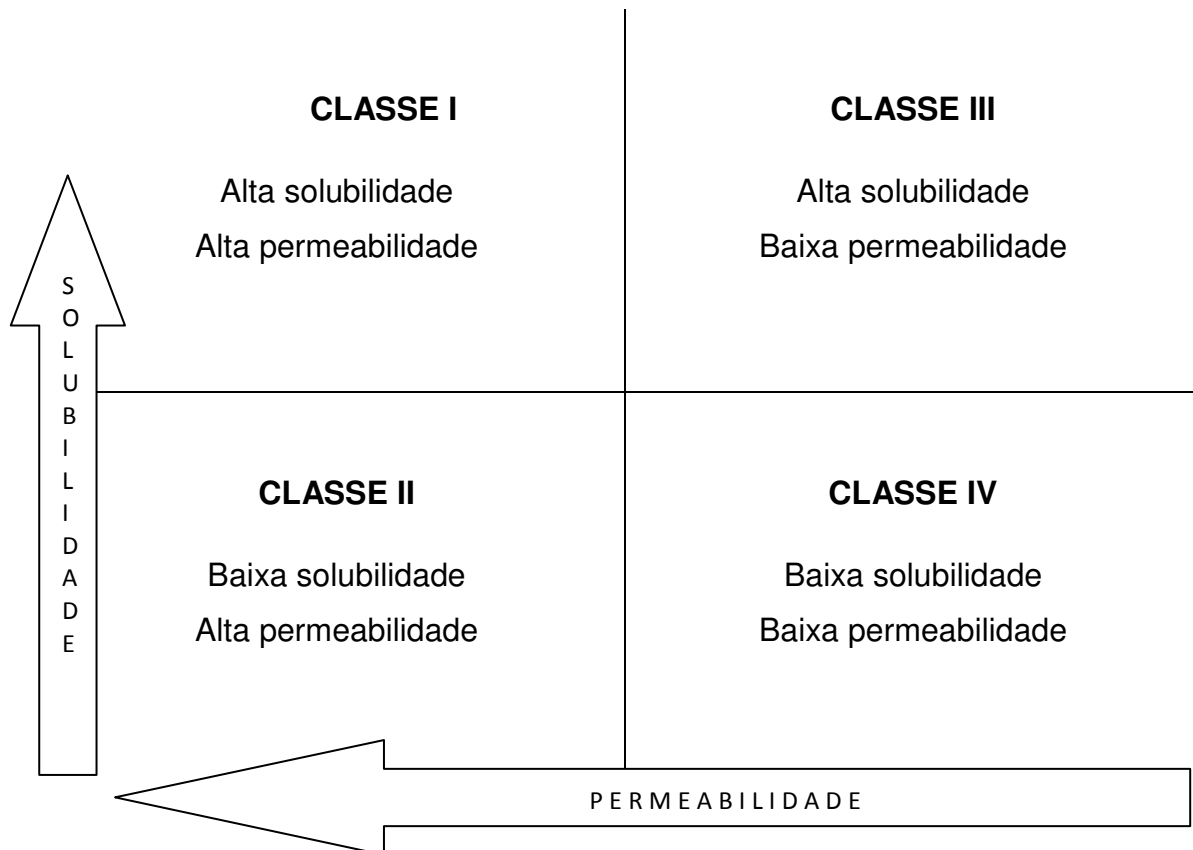 CLASSE I
Alta solubilidade
Alta permeabilidade
CLASSE III
Alta solubilidade
Baixa permeabilidade
SOLUBILIDADE
CLASSE II
Baixa solubilidade
Alta permeabilidade
CLASSE IV
Baixa solubilidade
Baixa permeabilidade
PERMEABILIDADE